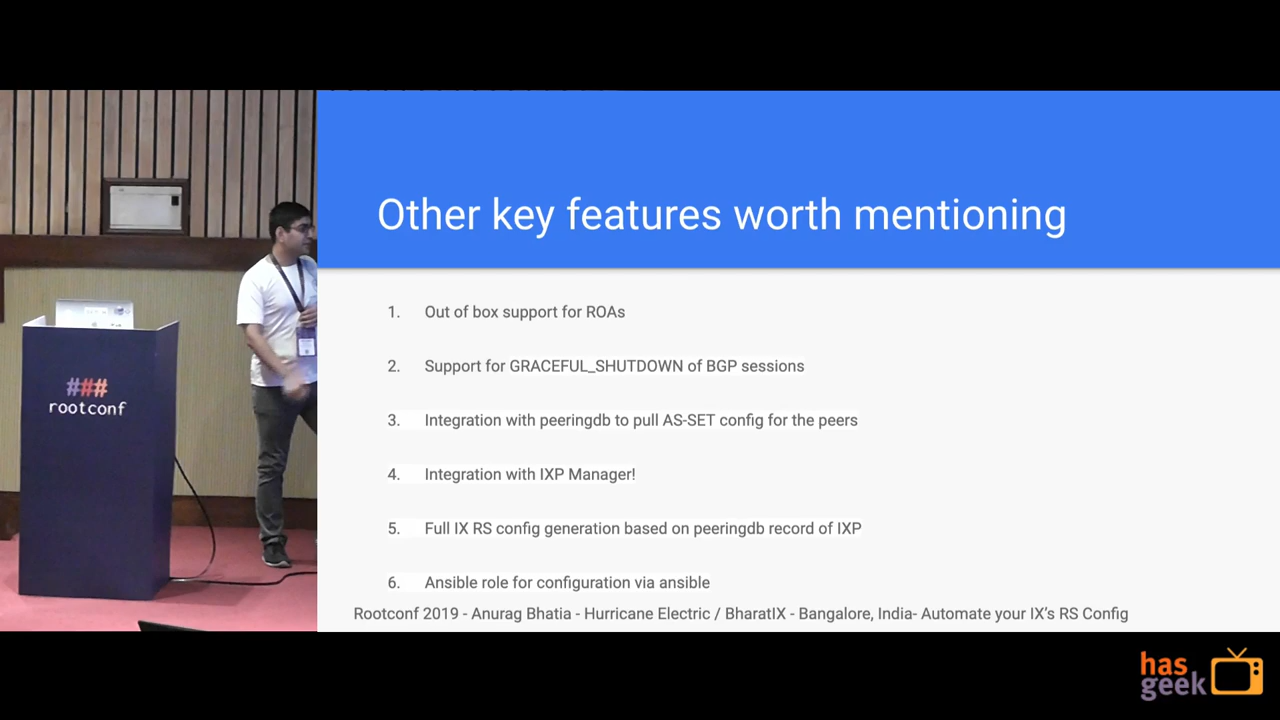 Other key features worth mentioning
1. Out of box support for ROAs
2. Support for GRACEFUL_SHUTDOWN of BGP sessions
3. Integration with peeringdb to pull AS-SET config for the peers
4. Integration with IXP Manager!
5. Full IX RS config generation based on peeringdb record of IXP
6. Ansible role for configuration via ansible
Rootconf 2019 - Anurag Bhatia - Hurricane Electric / BharatIX - Bangalore, India- Automate your IX's RS Config
###
rootconf
has
geek